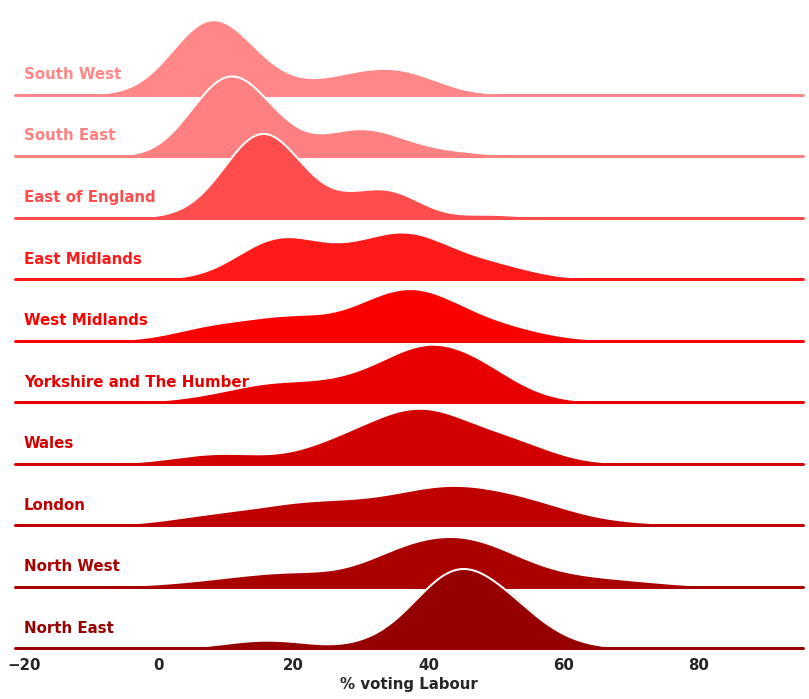 South West
South East
East of England
East Midlands
West Midlands
Yorkshire and The Humber
Wales
London
North West
North East
−20 0 20 40 60 80
% voting Labour